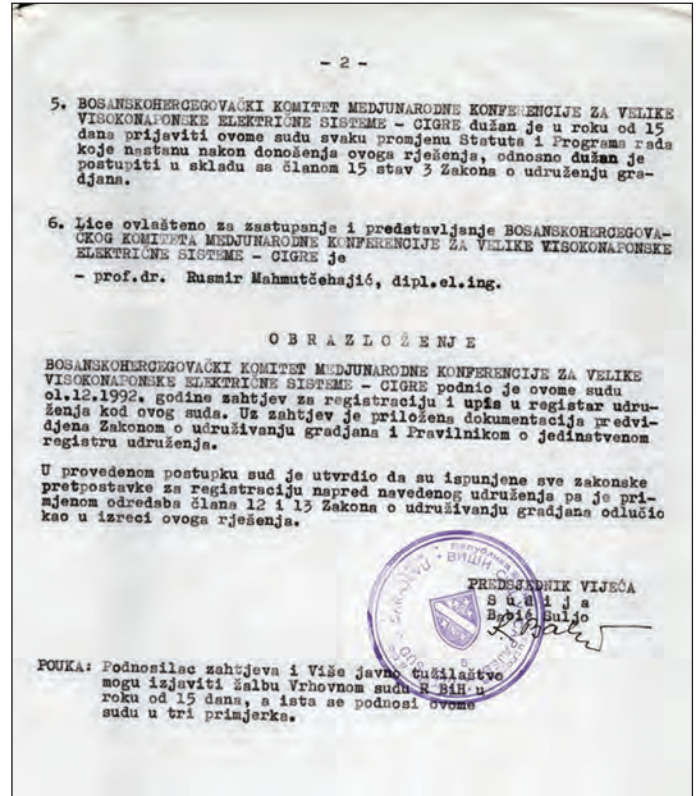 - 2 -
5. BOSANSKOHERCEGOVAČKI KOMITET MEDJUNARODNE KONFERENCIJE ZA VELIKE
VISOKONAPONSKE ELEKTRIČNE SISTEME - CIGRE dužan je u roku od 15
dana prijaviti ovome sudu svaku promjenu Statuta i Programa rada
koje nastanu nakon donošenja ovoga rješenja, odnosno dužan je
postupiti u skladu sa članom 15 stav 3 Zakona o udruženju gra-
djana.
6. Lice ovlašteno za zastupanje i predstavljanje BOSANSKOHERCEGOVA-
ČKOG KOMITETA MEDJUNARODNE KONFERENCIJE ZA VELIKE VISOKONAPONSKE
ELEKTRIČNE SISTEME - CIGRE je
- prof.dr. Rusmir Mahmutčehajić, dipl.el.ing.
O B R A Z L O Ž E NJ E
BOSANSKOHERCEGOVAČKI KOMITET MEDJUNARODNE KONFERENCIJE ZA VELIKE
VISOKONAPONSKE ELEKTRIČNE SISTEME - CIGRE podnio je ovome sudu
ol.12.1992. godine zahtjev za registraciju i upis u registar udru-
ženja kod ovog suda. Uz zahtjev je priložena dokumentacija predvi-
djena Zakonom o udruživanju gradjana i Pravilnikom o jedinstvenom
registru udruženja.
U provedenom postupku sud je utvrdio da su ispunjene sve zakonske
pretpostavke za registraciju napred navedenog udruženja pa je pri-
mjenom odredaba člana 12 i 13 Zakona o udruživanju gradjana odlučio
kao u izreci ovoga rješenja.
PREDSJEDNIK VIJEĆA
S u d i j a
Babić Suljo
POUKA: Podnosilac zahtjeva i Više javno tužilaštvo
mogu izjaviti žalbu Vrhovnom sudu R BiH u
roku od 15 dana, a ista se podnosi ovome
sudu u tri primjerka.